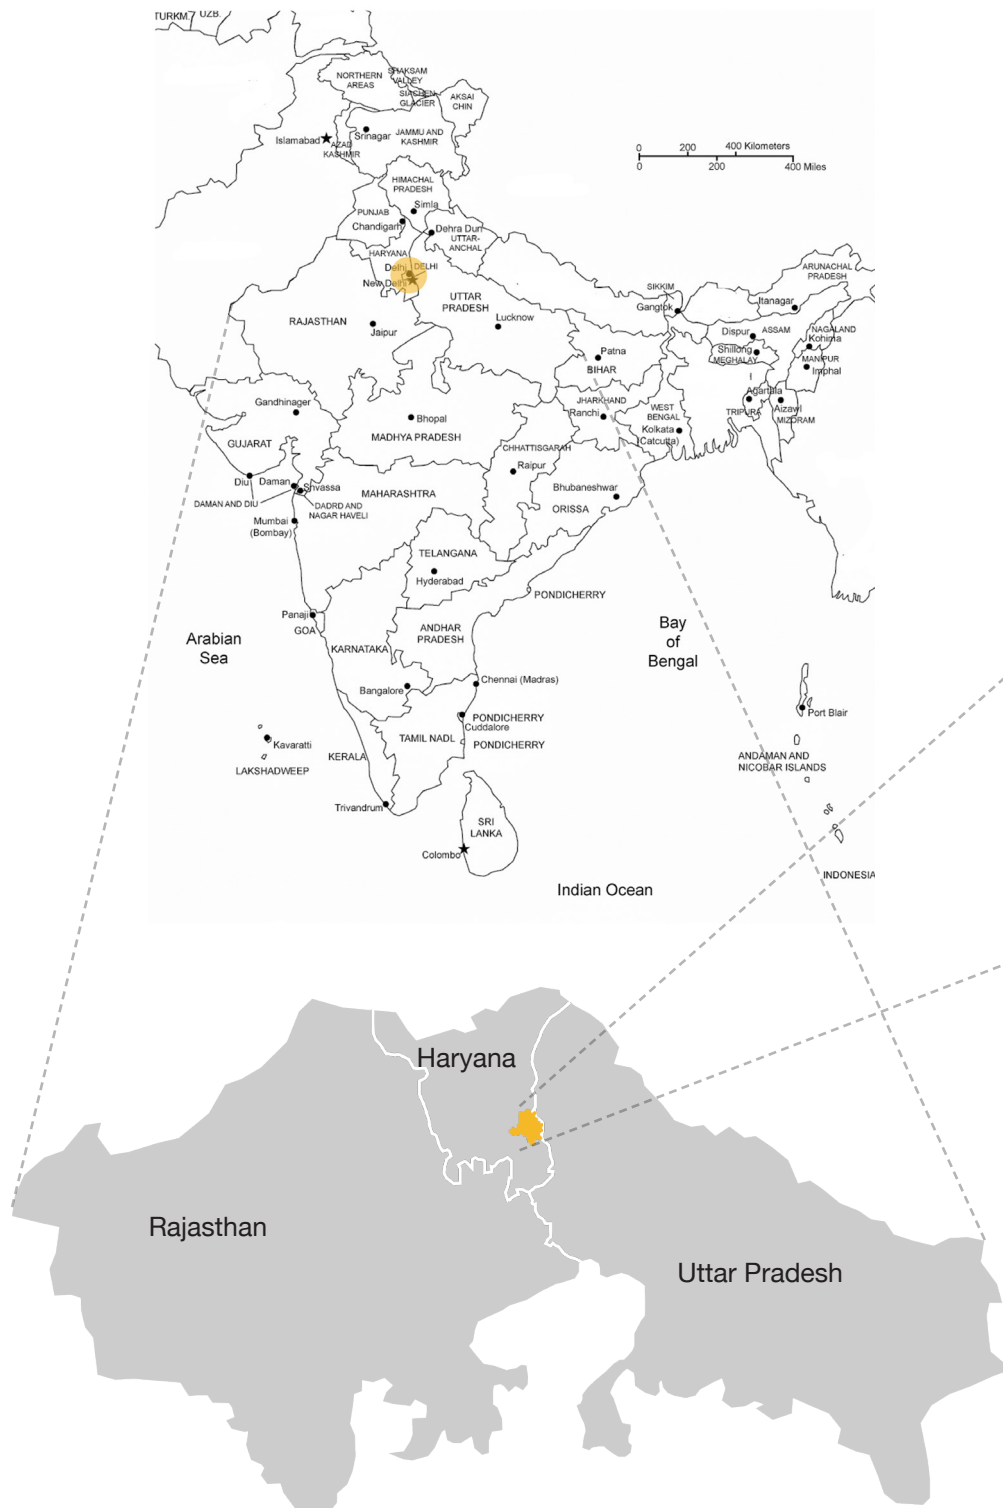 TURKM.
UZB.
NORTHERN
AREAS
SHAKSAM
VALLEY
SIACHEN
GLACIER
AKSAI
CHIN
Islamabad
AZAD
KASHMIR
Srinagar
JAMMU AND
KASHMIR
0 200 400 Kilometers
0 200 400 Miles
HIMACHAL
PRADESH
Simla
PUNJAB
Chandigarh
Dehra Dun
UTTAR-
ANCHAL
HARYANA
Delhi
DELHI
New Delhi
UTTAR
PRADESH
Lucknow
RAJASTHAN
Jaipur
SIKKIM
Gangtok
ARUNACHAL
PRADESH
Itanagar
Dispur
ASSAM
NAGALAND
Kohima
Shillong
MEGHALAY
MANIPUR
Imphal
Patna
BIHAR
Agartala
TRIPURA
Aizawl
MIZORAM
Gandhinager
GUJARAT
Bhopal
MADHYA PRADESH
JHARKHAND
Ranchi
WEST
BENGAL
Kolkata
(Catcutta)
CHHATTISGARAH
Raipur
Diu
Daman
Shvassa
DAMAN AND DIU
DADRD AND
NAGAR HAVELI
MAHARASHTRA
Bhubaneshwar
ORISSA
Mumbai
(Bombay)
TELANGANA
Hyderabad
PONDICHERRY
Panaji
GOA
KARNATAKA
ANDHAR
PRADESH
Arabian
Sea
Bay
of
Bengal
Bangalore
Chennai (Madras)
PONDICHERRY
Cuddalore
TAMIL NADL
PONDICHERRY
Port Blair
Kavaratti
LAKSHADWEEP
KERALA
ANDAMAN AND
NICOBAR ISLANDS
Trivandrum
SRI
LANKA
Colombo
INDONESIA
Indian Ocean
Haryana
Rajasthan
Uttar Pradesh